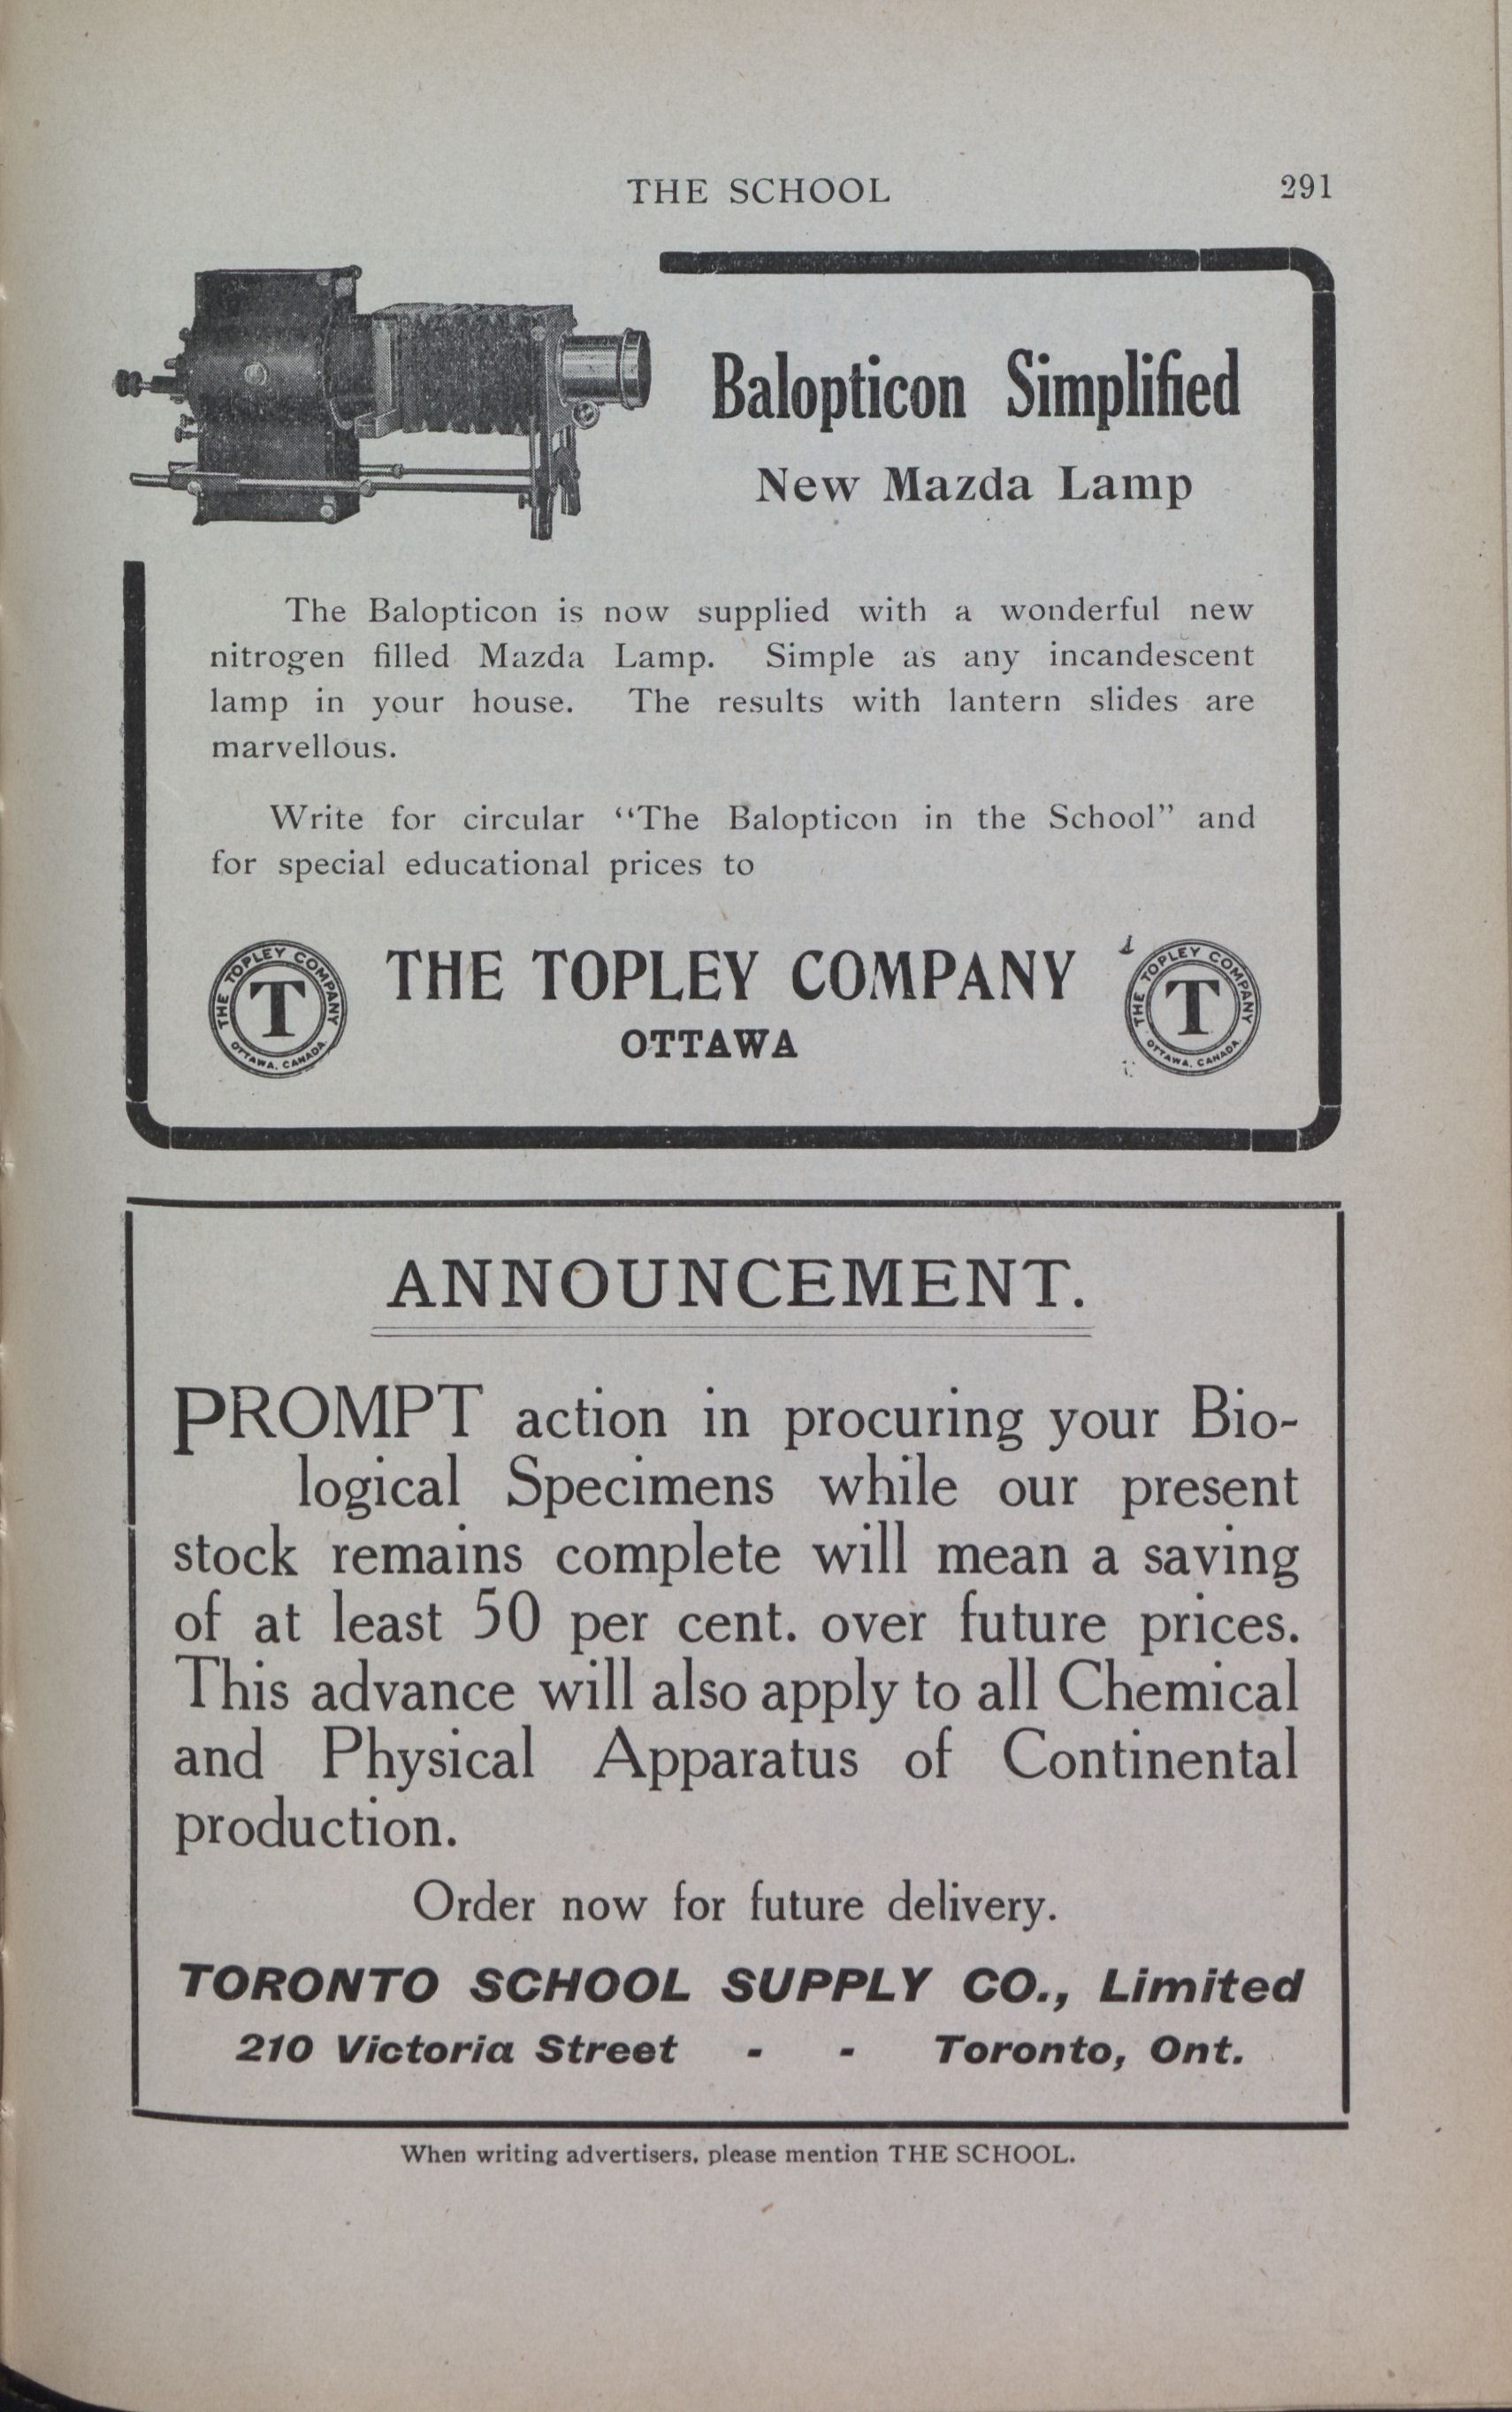 THE SCHOOL 291
Balopticon Simplified
New Mazda Lamp
The Balopticon is now supplied with a wonderful new
nitrogen filled Mazda Lamp. Simple as any incandescent
lamp in your house. The results with lantern slides are
marvellous.
Write for circular “The Balopticon in the School” and
for special educational prices to
THE TOPLEY COMPANY
T
OTTAWA, CANADA.
THE TOPLEY COMPANY
OTTAWA
THE TOPLEY COMPANY
T
OTTAWA, CANADA.
ANNOUNCEMENT.
PROMPT action in procuring your Bio-
logical Specimens while our present
stock remains complete will mean a saving
of at least 50 per cent. over future prices.
This advance will also apply to all Chemical
and Physical Apparatus of Continental
production.
Order now for future delivery.
TORONTO SCHOOL SUPPLY CO., Limited
210 Victoria Street - - Toronto, Ont.
When writing advertisers, please mention THE SCHOOL.